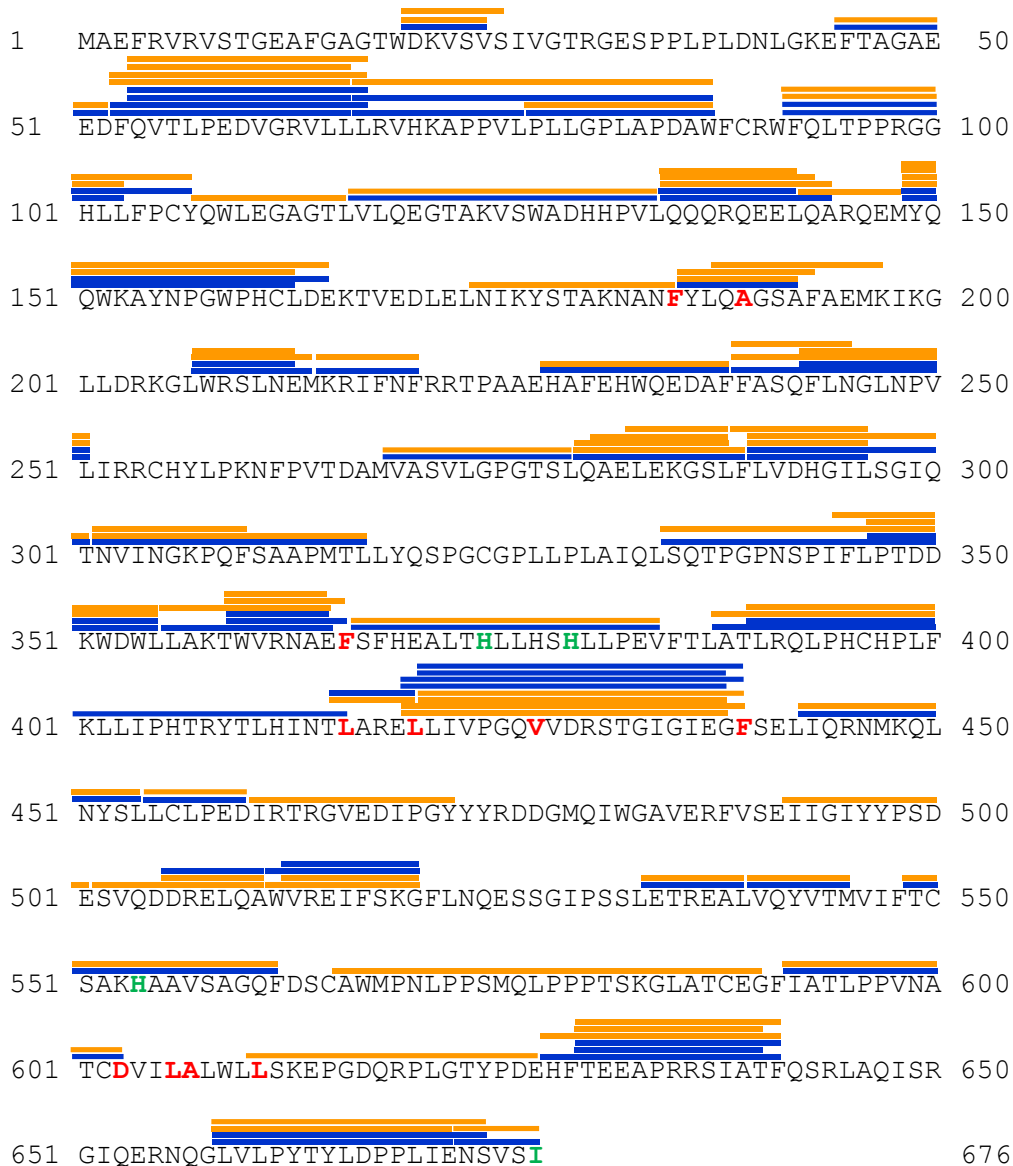 1 MAEFRVRVSTGEAFGAGTWDKVSVSIVGTRGESPPLPLDNLGKEFTAGAE 50
51 EDFQVTLPEDVGRVLLLRVHKAPPVLPLLGPLAPDAWFCRWFQLTPPRGG 100
101 HLLFPCYQWLEGAGTLVLQEGTAKVSWADHHPVLQQQRQEELQARQEMYQ 150
151 QWKAYNPGWPHCLDEKTVEDLELNIKYSTAKNANFYLQAGSAFAEMKIKG 200
201 LLDRKGLWRSLNEMKRIFNFRRTPAAEHAFEHWQEDAFFASQFLNGLNPV 250
251 LIRRCHYLPKNFPVTDAMVASVLGPGTSLQAELEKGSLFLVDHGILSGIQ 300
301 TNVINGKPQFSAAPMTLLYQSPGCGPLLPLAIQLSQTPGPNSPIFLPTDD 350
351 KWDWLLAKTWVRNAEFSFHEALTHLLHSHLLPEVFTLATLRQLPHCHPLF 400
401 KLLIPHTRYTLHINTLARELLIVPGQVVDRSTGIGIEGFSELIQRNMKQL 450
451 NYSLLCLPEDIRTRGVEDIPGYYYRDDGMQIWGAVERFVSEIIGIYYPSD 500
501 ESVQDDRELQAWVREIFSKGFLNQESSGIPSSLETREALVQYVTMVIFTC 550
551 SAKHAAVSAGQFDSCAWMPNLPPSMQLPPPTSKGLATCEGFIATLPPVNA 600
601 TCDVILALWLLSKEPGDQRPLGTYPDEHFTEEAPRRSIATFQSRLAQISR 650
651 GIQERNQGLVLPYTYLDPPLIENSVSI 676